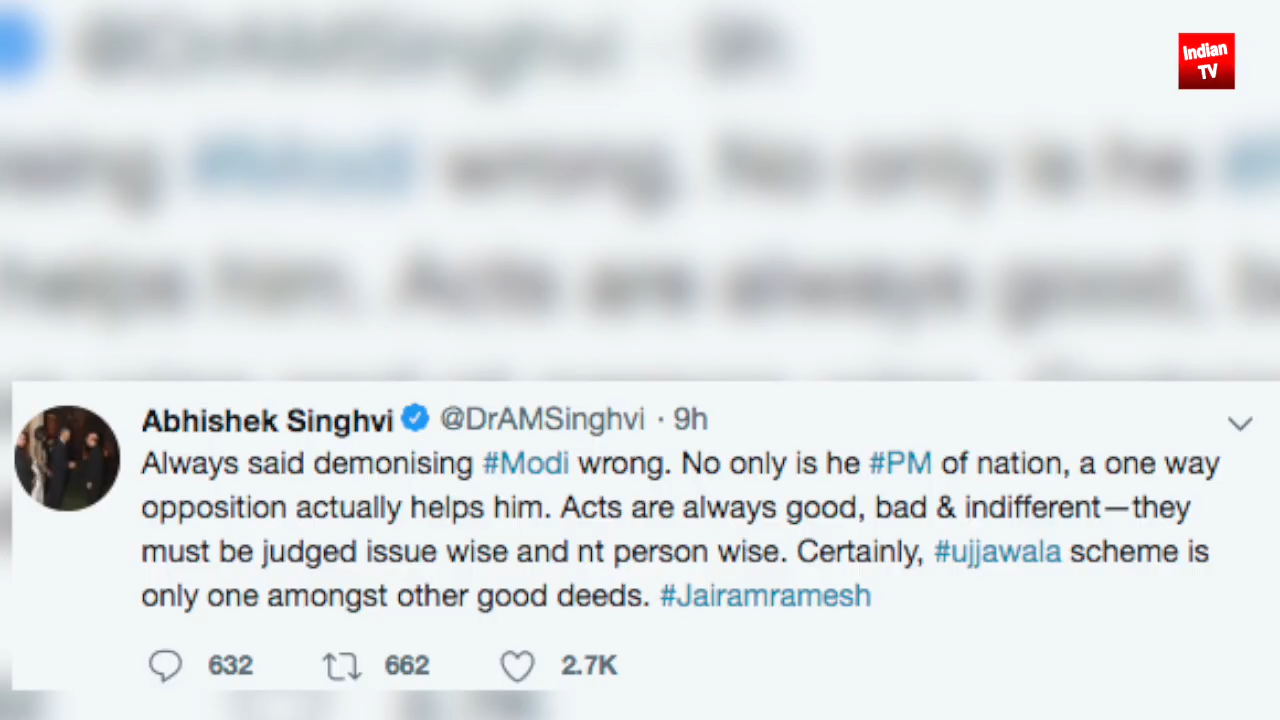 Indian
TV
Abhishek Singhvi @DrAMSinghvi · 9h
Always said demonising #Modi wrong. No only is he #PM of nation, a one way
opposition actually helps him. Acts are always good, bad & indifferent—they
must be judged issue wise and nt person wise. Certainly, #ujjawala scheme is
only one amongst other good deeds. #Jairamramesh
632 662 2.7K